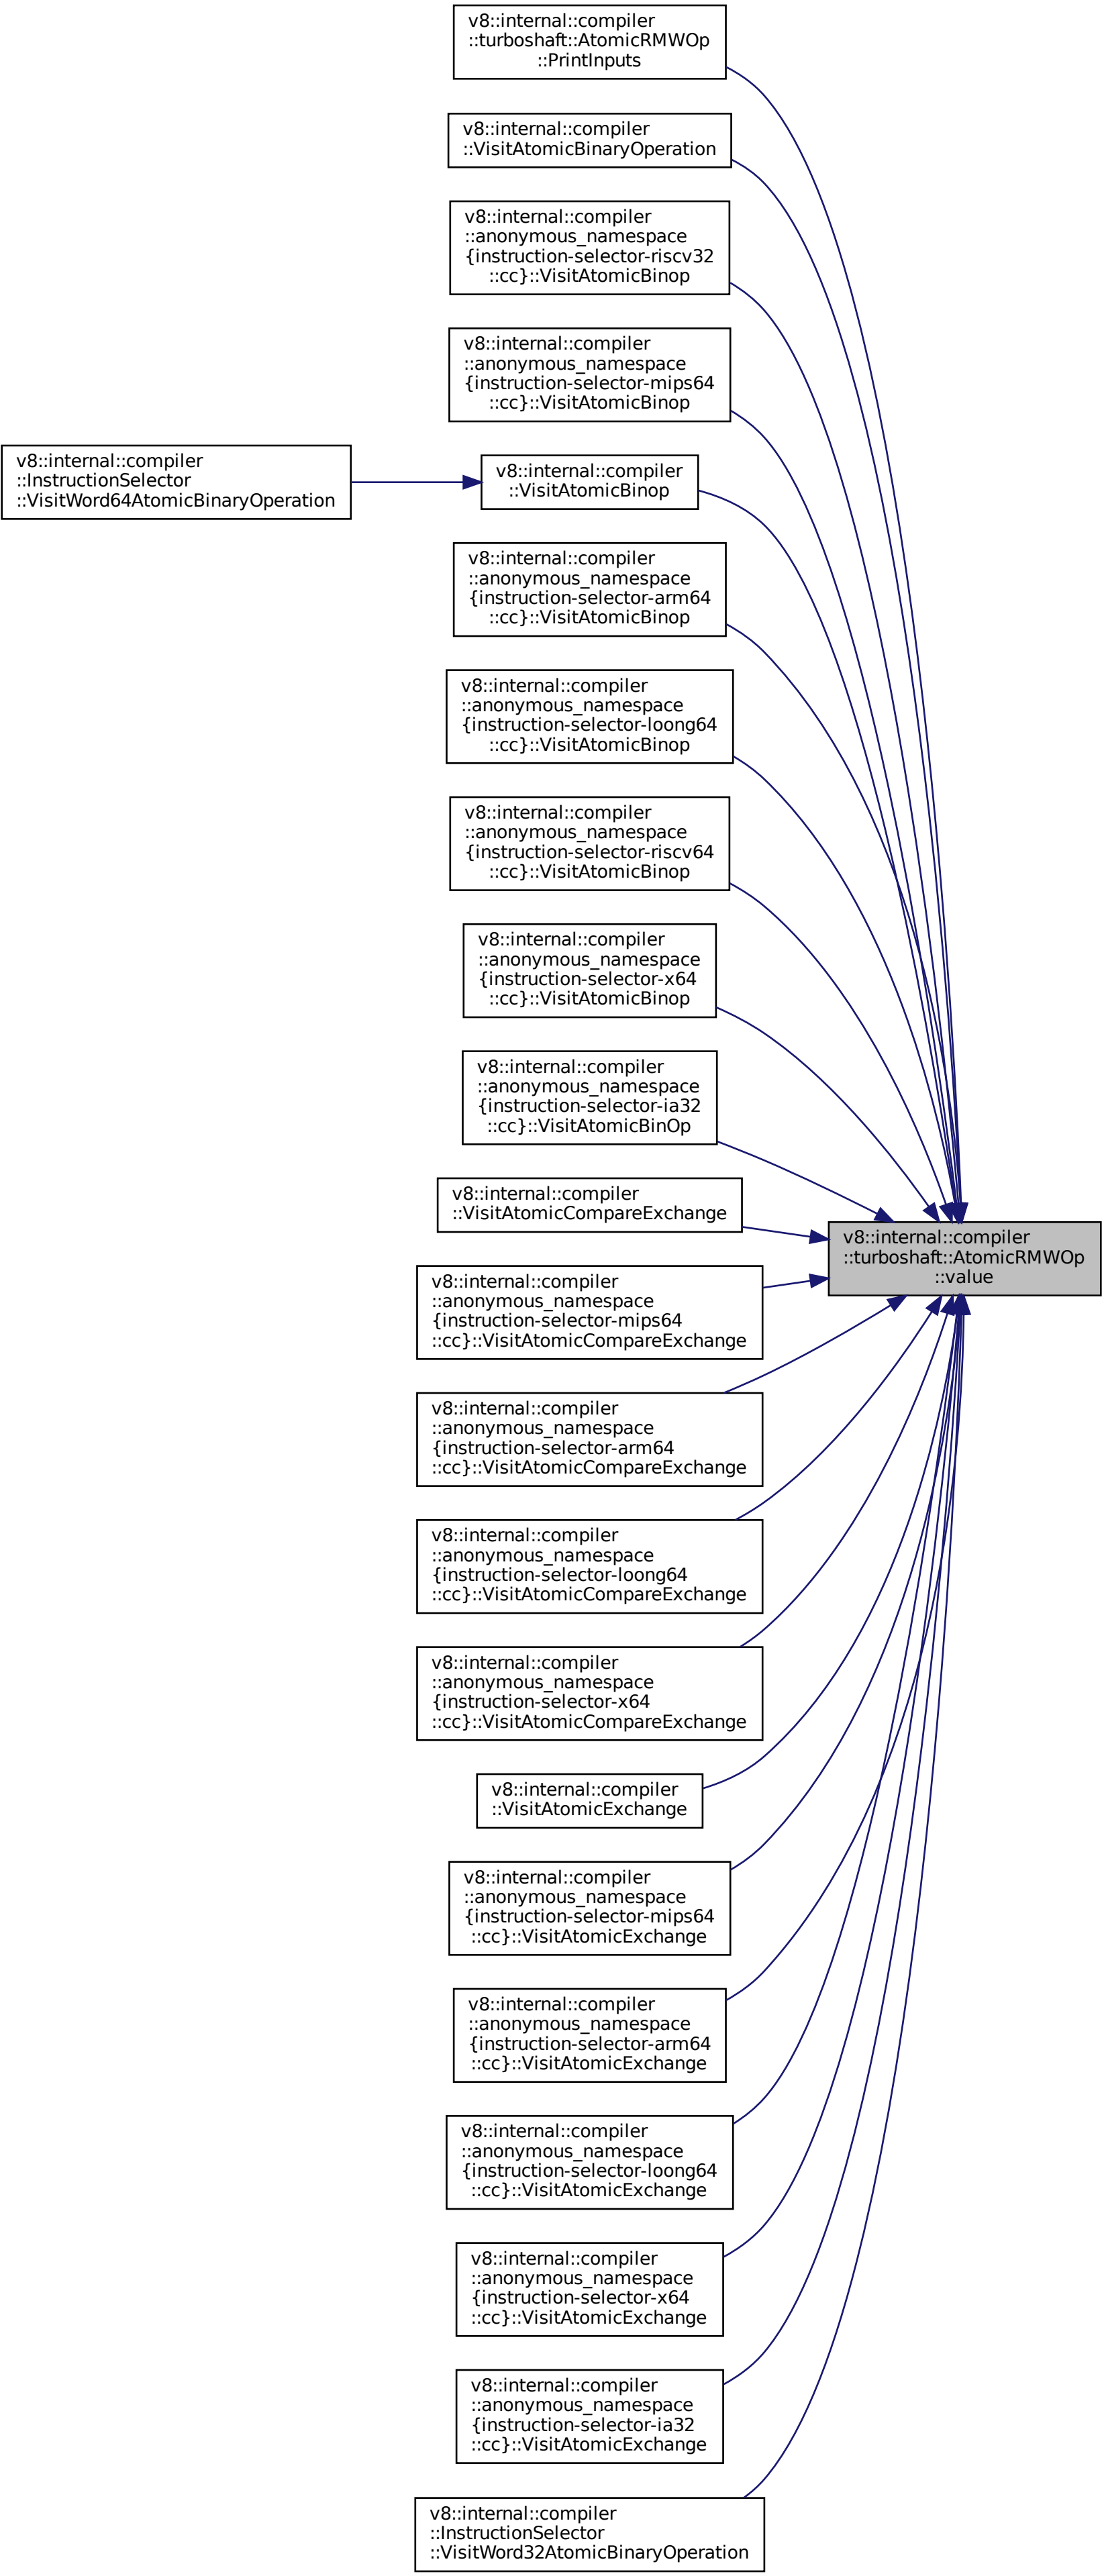 v8::internal::compiler
::turboshaft::AtomicRMWOp
::PrintInputs
v8::internal::compiler
::VisitAtomicBinaryOperation
v8::internal::compiler
::anonymous_namespace
{instruction-selector-riscv32
::cc}::VisitAtomicBinop
v8::internal::compiler
::anonymous_namespace
{instruction-selector-mips64
::cc}::VisitAtomicBinop
v8::internal::compiler
::InstructionSelector
::VisitWord64AtomicBinaryOperation
v8::internal::compiler
::VisitAtomicBinop
v8::internal::compiler
::anonymous_namespace
{instruction-selector-arm64
::cc}::VisitAtomicBinop
v8::internal::compiler
::anonymous_namespace
{instruction-selector-loong64
::cc}::VisitAtomicBinop
v8::internal::compiler
::anonymous_namespace
{instruction-selector-riscv64
::cc}::VisitAtomicBinop
v8::internal::compiler
::anonymous_namespace
{instruction-selector-x64
::cc}::VisitAtomicBinop
v8::internal::compiler
::anonymous_namespace
{instruction-selector-ia32
::cc}::VisitAtomicBinOp
v8::internal::compiler
::VisitAtomicCompareExchange
v8::internal::compiler
::turboshaft::AtomicRMWOp
::value
v8::internal::compiler
::anonymous_namespace
{instruction-selector-mips64
::cc}::VisitAtomicCompareExchange
v8::internal::compiler
::anonymous_namespace
{instruction-selector-arm64
::cc}::VisitAtomicCompareExchange
v8::internal::compiler
::anonymous_namespace
{instruction-selector-loong64
::cc}::VisitAtomicCompareExchange
v8::internal::compiler
::anonymous_namespace
{instruction-selector-x64
::cc}::VisitAtomicCompareExchange
v8::internal::compiler
::VisitAtomicExchange
v8::internal::compiler
::anonymous_namespace
{instruction-selector-mips64
::cc}::VisitAtomicExchange
v8::internal::compiler
::anonymous_namespace
{instruction-selector-arm64
::cc}::VisitAtomicExchange
v8::internal::compiler
::anonymous_namespace
{instruction-selector-loong64
::cc}::VisitAtomicExchange
v8::internal::compiler
::anonymous_namespace
{instruction-selector-x64
::cc}::VisitAtomicExchange
v8::internal::compiler
::anonymous_namespace
{instruction-selector-ia32
::cc}::VisitAtomicExchange
v8::internal::compiler
::InstructionSelector
::VisitWord32AtomicBinaryOperation